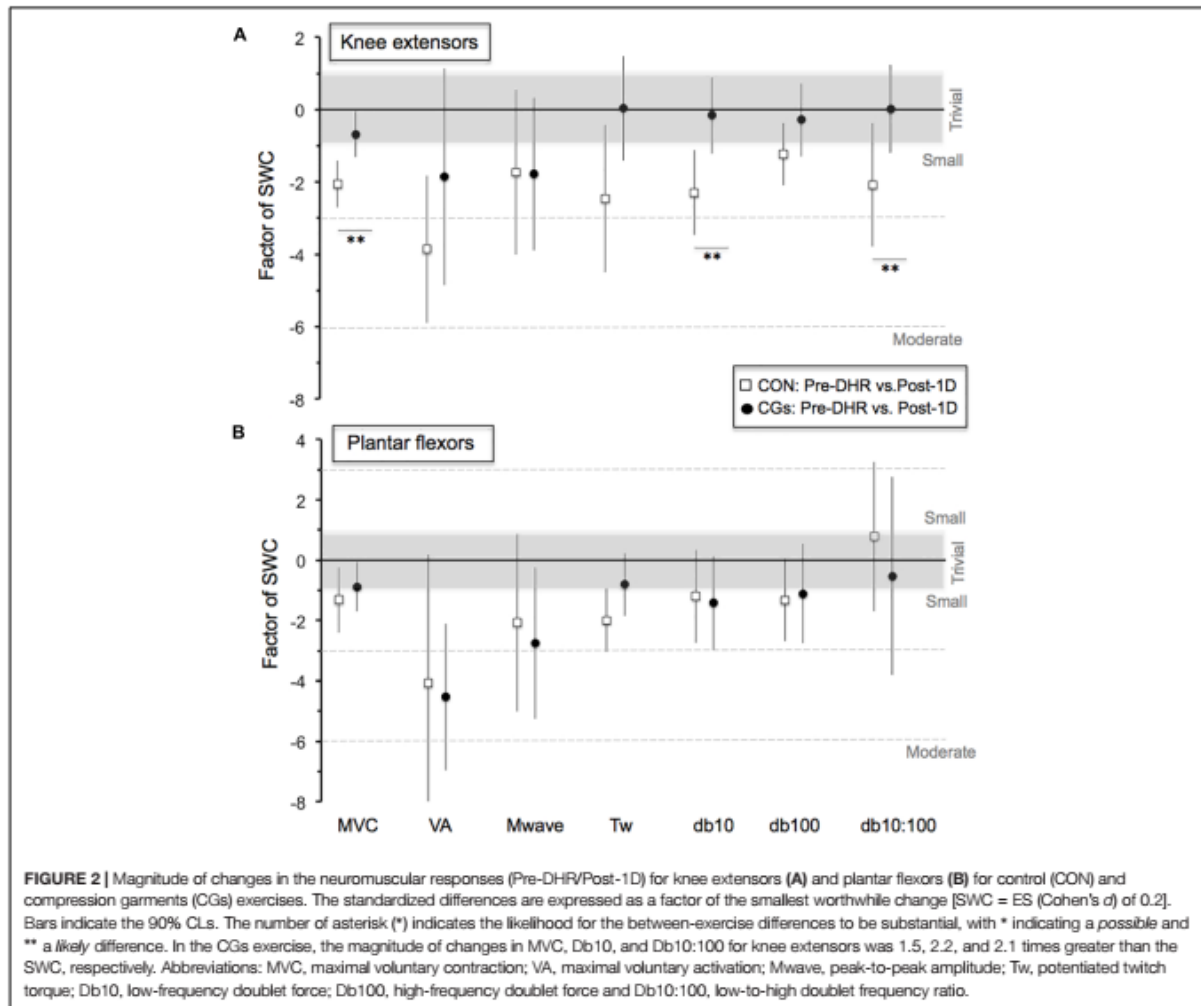 A
Knee extensors
2
0
-2
-4
-6
-8
Factor of SWC
Trivial
Small
Moderate
**
**
**
CON: Pre-DHR vs.Post-1D
CGs: Pre-DHR vs. Post-1D
B
Plantar flexors
4
2
0
-2
-4
-6
-8
Factor of SWC
Small
Trivial
Small
Moderate
MVC VA Mwave Tw db10 db100 db10:100
FIGURE 2 | Magnitude of changes in the neuromuscular responses (Pre-DHR/Post-1D) for knee extensors (A) and plantar flexors (B) for control (CON) and
compression garments (CGs) exercises. The standardized differences are expressed as a factor of the smallest worthwhile change [SWC = ES (Cohen's d) of 0.2].
Bars indicate the 90% CLs. The number of asterisk (*) indicates the likelihood for the between-exercise differences to be substantial, with * indicating a possible and
** a likely difference. In the CGs exercise, the magnitude of changes in MVC, Db10, and Db10:100 for knee extensors was 1.5, 2.2, and 2.1 times greater than the
SWC, respectively. Abbreviations: MVC, maximal voluntary contraction; VA, maximal voluntary activation; Mwave, peak-to-peak amplitude; Tw, potentiated twitch
torque; Db10, low-frequency doublet force; Db100, high-frequency doublet force and Db10:100, low-to-high doublet frequency ratio.